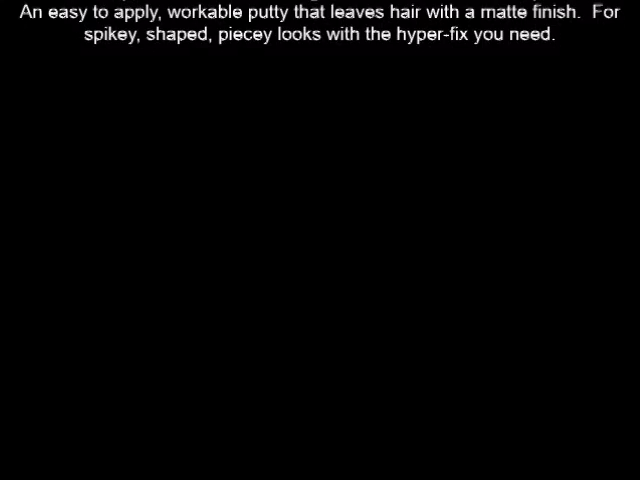 An easy to apply, workable putty that leaves hair with a matte finish.  For
spikey, shaped, piecey looks with the hyper-fix you need.